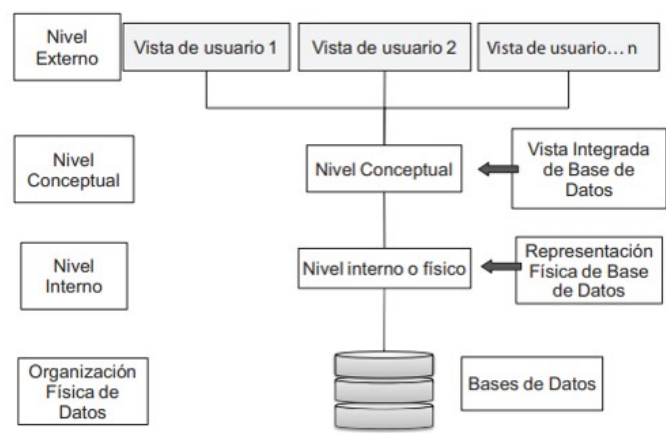 Nivel
Externo
Vista de usuario 1
Vista de usuario 2
Vista de usuario... n
Nivel
Conceptual
Nivel Conceptual
Vista Integrada
de Base de
Datos
Nivel
Interno
Nivel interno o físico
Representación
Física de Base
de Datos
Organización
Física de
Datos
Bases de Datos